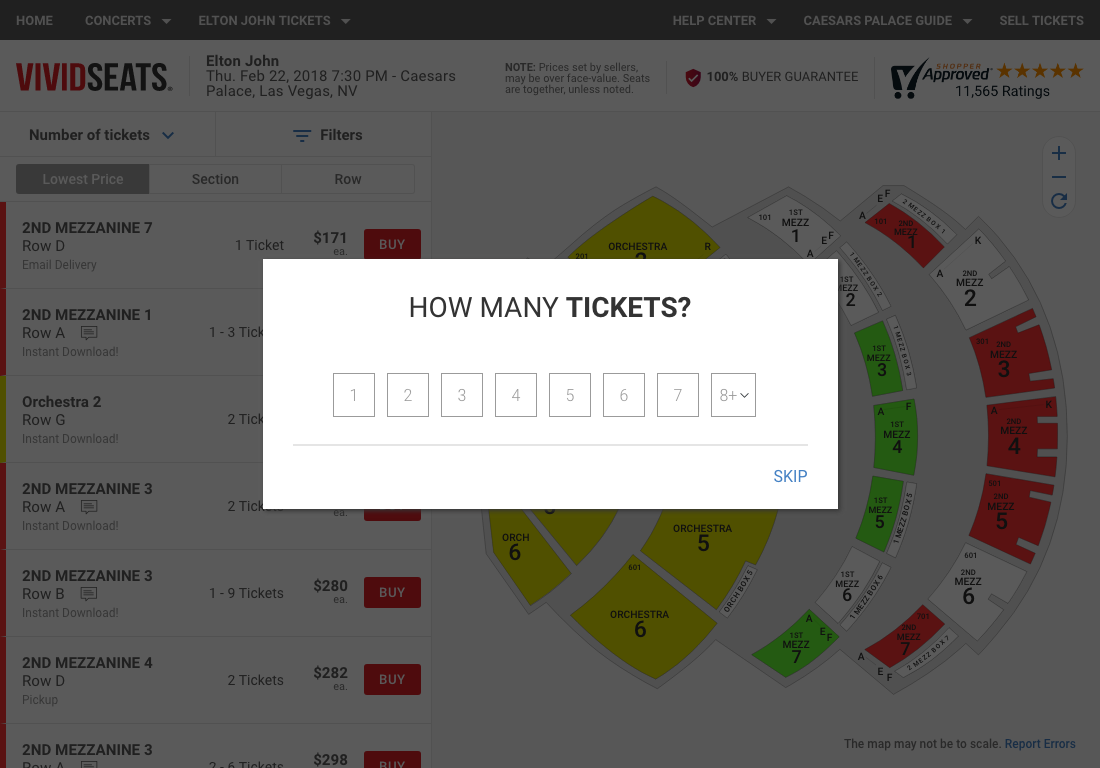 HOME CONCERTS ELTON JOHN TICKETS HELP CENTER CAESARS PALACE GUIDE SELL TICKETS
VIVIDSEATS.
Elton John
Thu. Feb 22, 2018 7:30 PM - Caesars
Palace, Las Vegas, NV
NOTE: Prices set by sellers,
may be over face-value. Seats
are together, unless noted.
100% BUYER GUARANTEE
SHOPPER
Approved
11,565 Ratings
Number of tickets Filters
Lowest Price Section Row
2ND MEZZANINE 7
Row D 1 Ticket $171 BUY
ea.
Email Delivery
2ND MEZZANINE 1
Row A 1 - 3
Instant Download!
Orchestra 2
Row G 2
Instant Download!
2ND MEZZANINE 3
Row A 2
ea.
Instant Download!
2ND MEZZANINE 3
Row B 1 - 9 Tickets $280 BUY
ea.
Instant Download!
2ND MEZZANINE 4
Row D 2 Tickets $282 BUY
ea.
Pickup
2ND MEZZANINE 3
Row A 2 - 6 Tickets $298 BUY
HOW MANY TICKETS?
1 2 3 4 5 6 7 8+
SKIP
ORCHESTRA R
201
101 1ST
MEZZ
1
E F
A
A E F
2 MEZZ BOX 1
101 2ND
MEZZ
1
K
A 2ND
MEZZ
2
1 MEZZ BOX 2
1ST
2
1ST
MEZZ
3
1 MEZZ BOX 3
301 2ND
MEZZ
3
A F
1ST
MEZZ
4
A K
2ND
MEZZ
4
1ST
MEZZ
5
1 MEZZ BOX 5
501
2ND
MEZZ
5
ORCH
6
ORCHESTRA
5
ORCH BOX 5
601
ORCHESTRA
6
1ST
MEZZ
6
1 MEZZ BOX 6
601
2ND
MEZZ
6
A
E F
1ST
MEZZ
7
701
2ND
MEZZ
7
2 MEZZ BOX 7
A
E F
The map may not be to scale. Report Errors